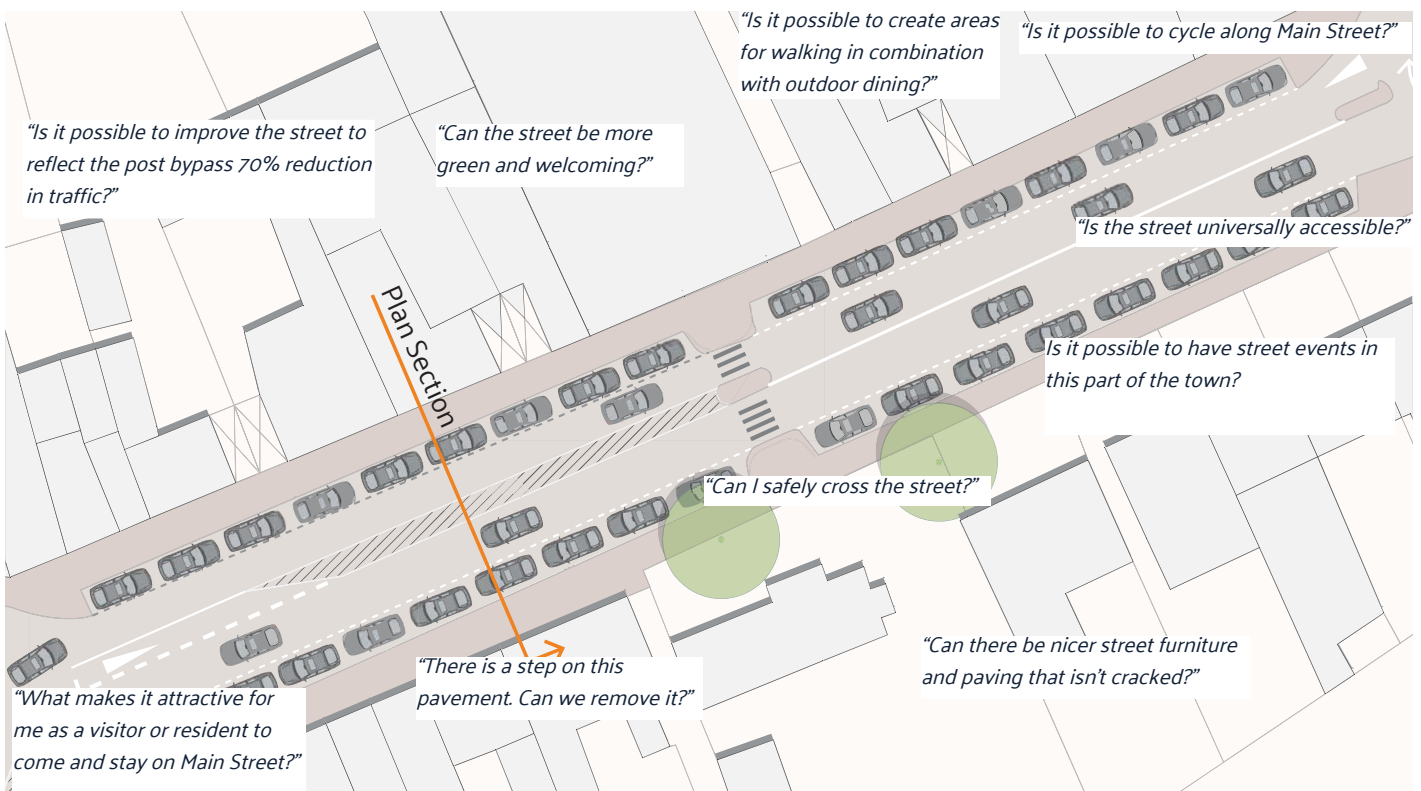 “Is it possible to create areas
for walking in combination
with outdoor dining?”
“Is it possible to cycle along Main Street?”
“Is it possible to improve the street to
reflect the post bypass 70% reduction
in traffic?”
“Can the street be more
green and welcoming?”
“Is the street universally accessible?”
Plan Section
Is it possible to have street events in
this part of the town?
“Can I safely cross the street?”
“There is a step on this
pavement. Can we remove it?”
“Can there be nicer street furniture
and paving that isn’t cracked?”
“What makes it attractive for
me as a visitor or resident to
come and stay on Main Street?”